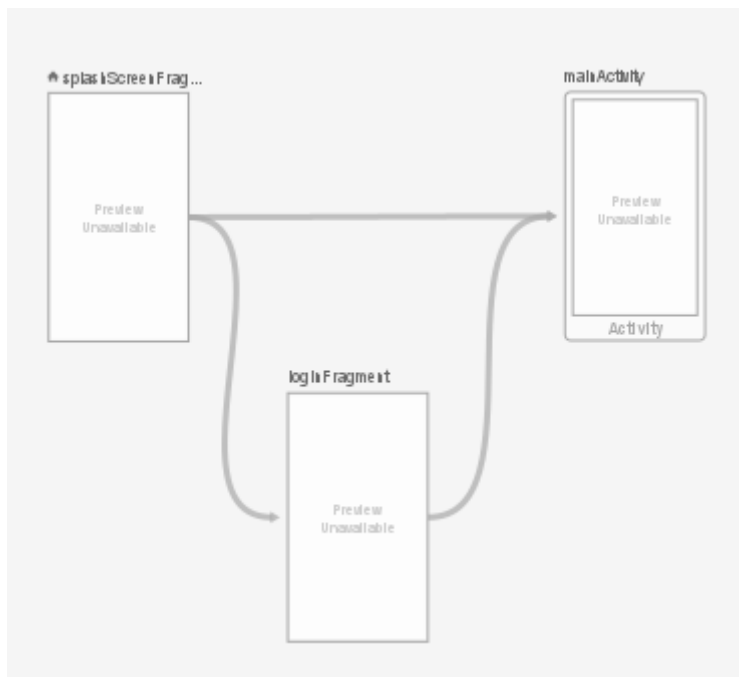 splashScreenFrag...
mainActivity
Preview
Unavailable
Preview
Unavailable
Activity
loginFragment
Preview
Unavailable